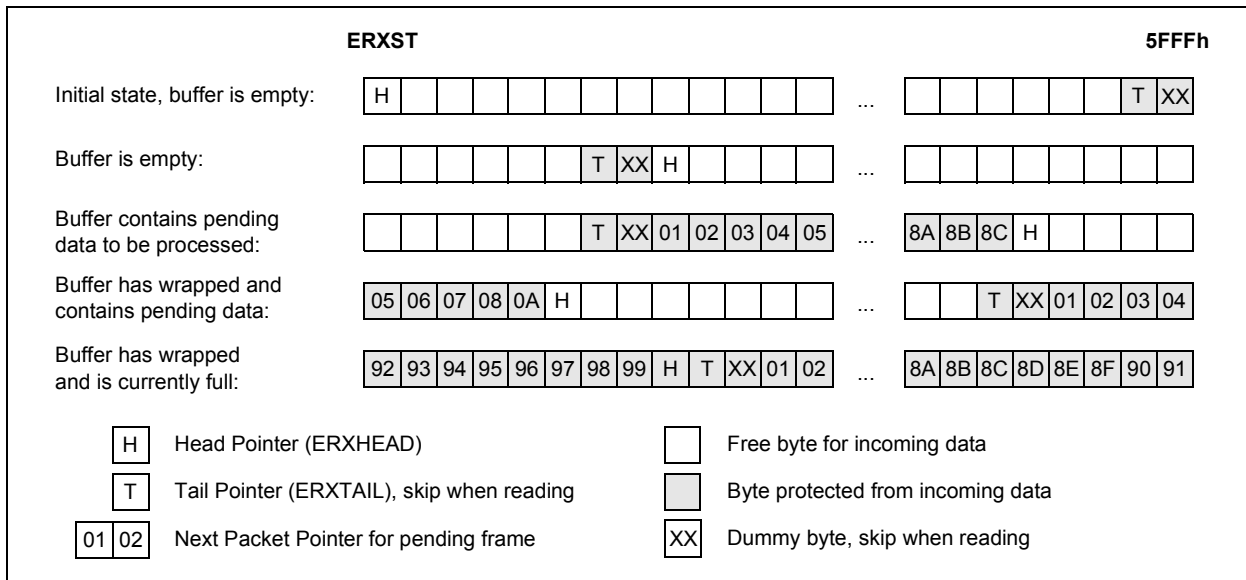 ERXST 5FFFh
Initial state, buffer is empty: H ... T XX
Buffer is empty: T XX H ...
Buffer contains pending
data to be processed: T XX 01 02 03 04 05 ... 8A 8B 8C H
Buffer has wrapped and
contains pending data: 05 06 07 08 0A H ... T XX 01 02 03 04
Buffer has wrapped
and is currently full: 92 93 94 95 96 97 98 99 H T XX 01 02 ... 8A 8B 8C 8D 8E 8F 90 91
H Head Pointer (ERXHEAD) Free byte for incoming data
T Tail Pointer (ERXTAIL), skip when reading Byte protected from incoming data
01 02 Next Packet Pointer for pending frame XX Dummy byte, skip when reading